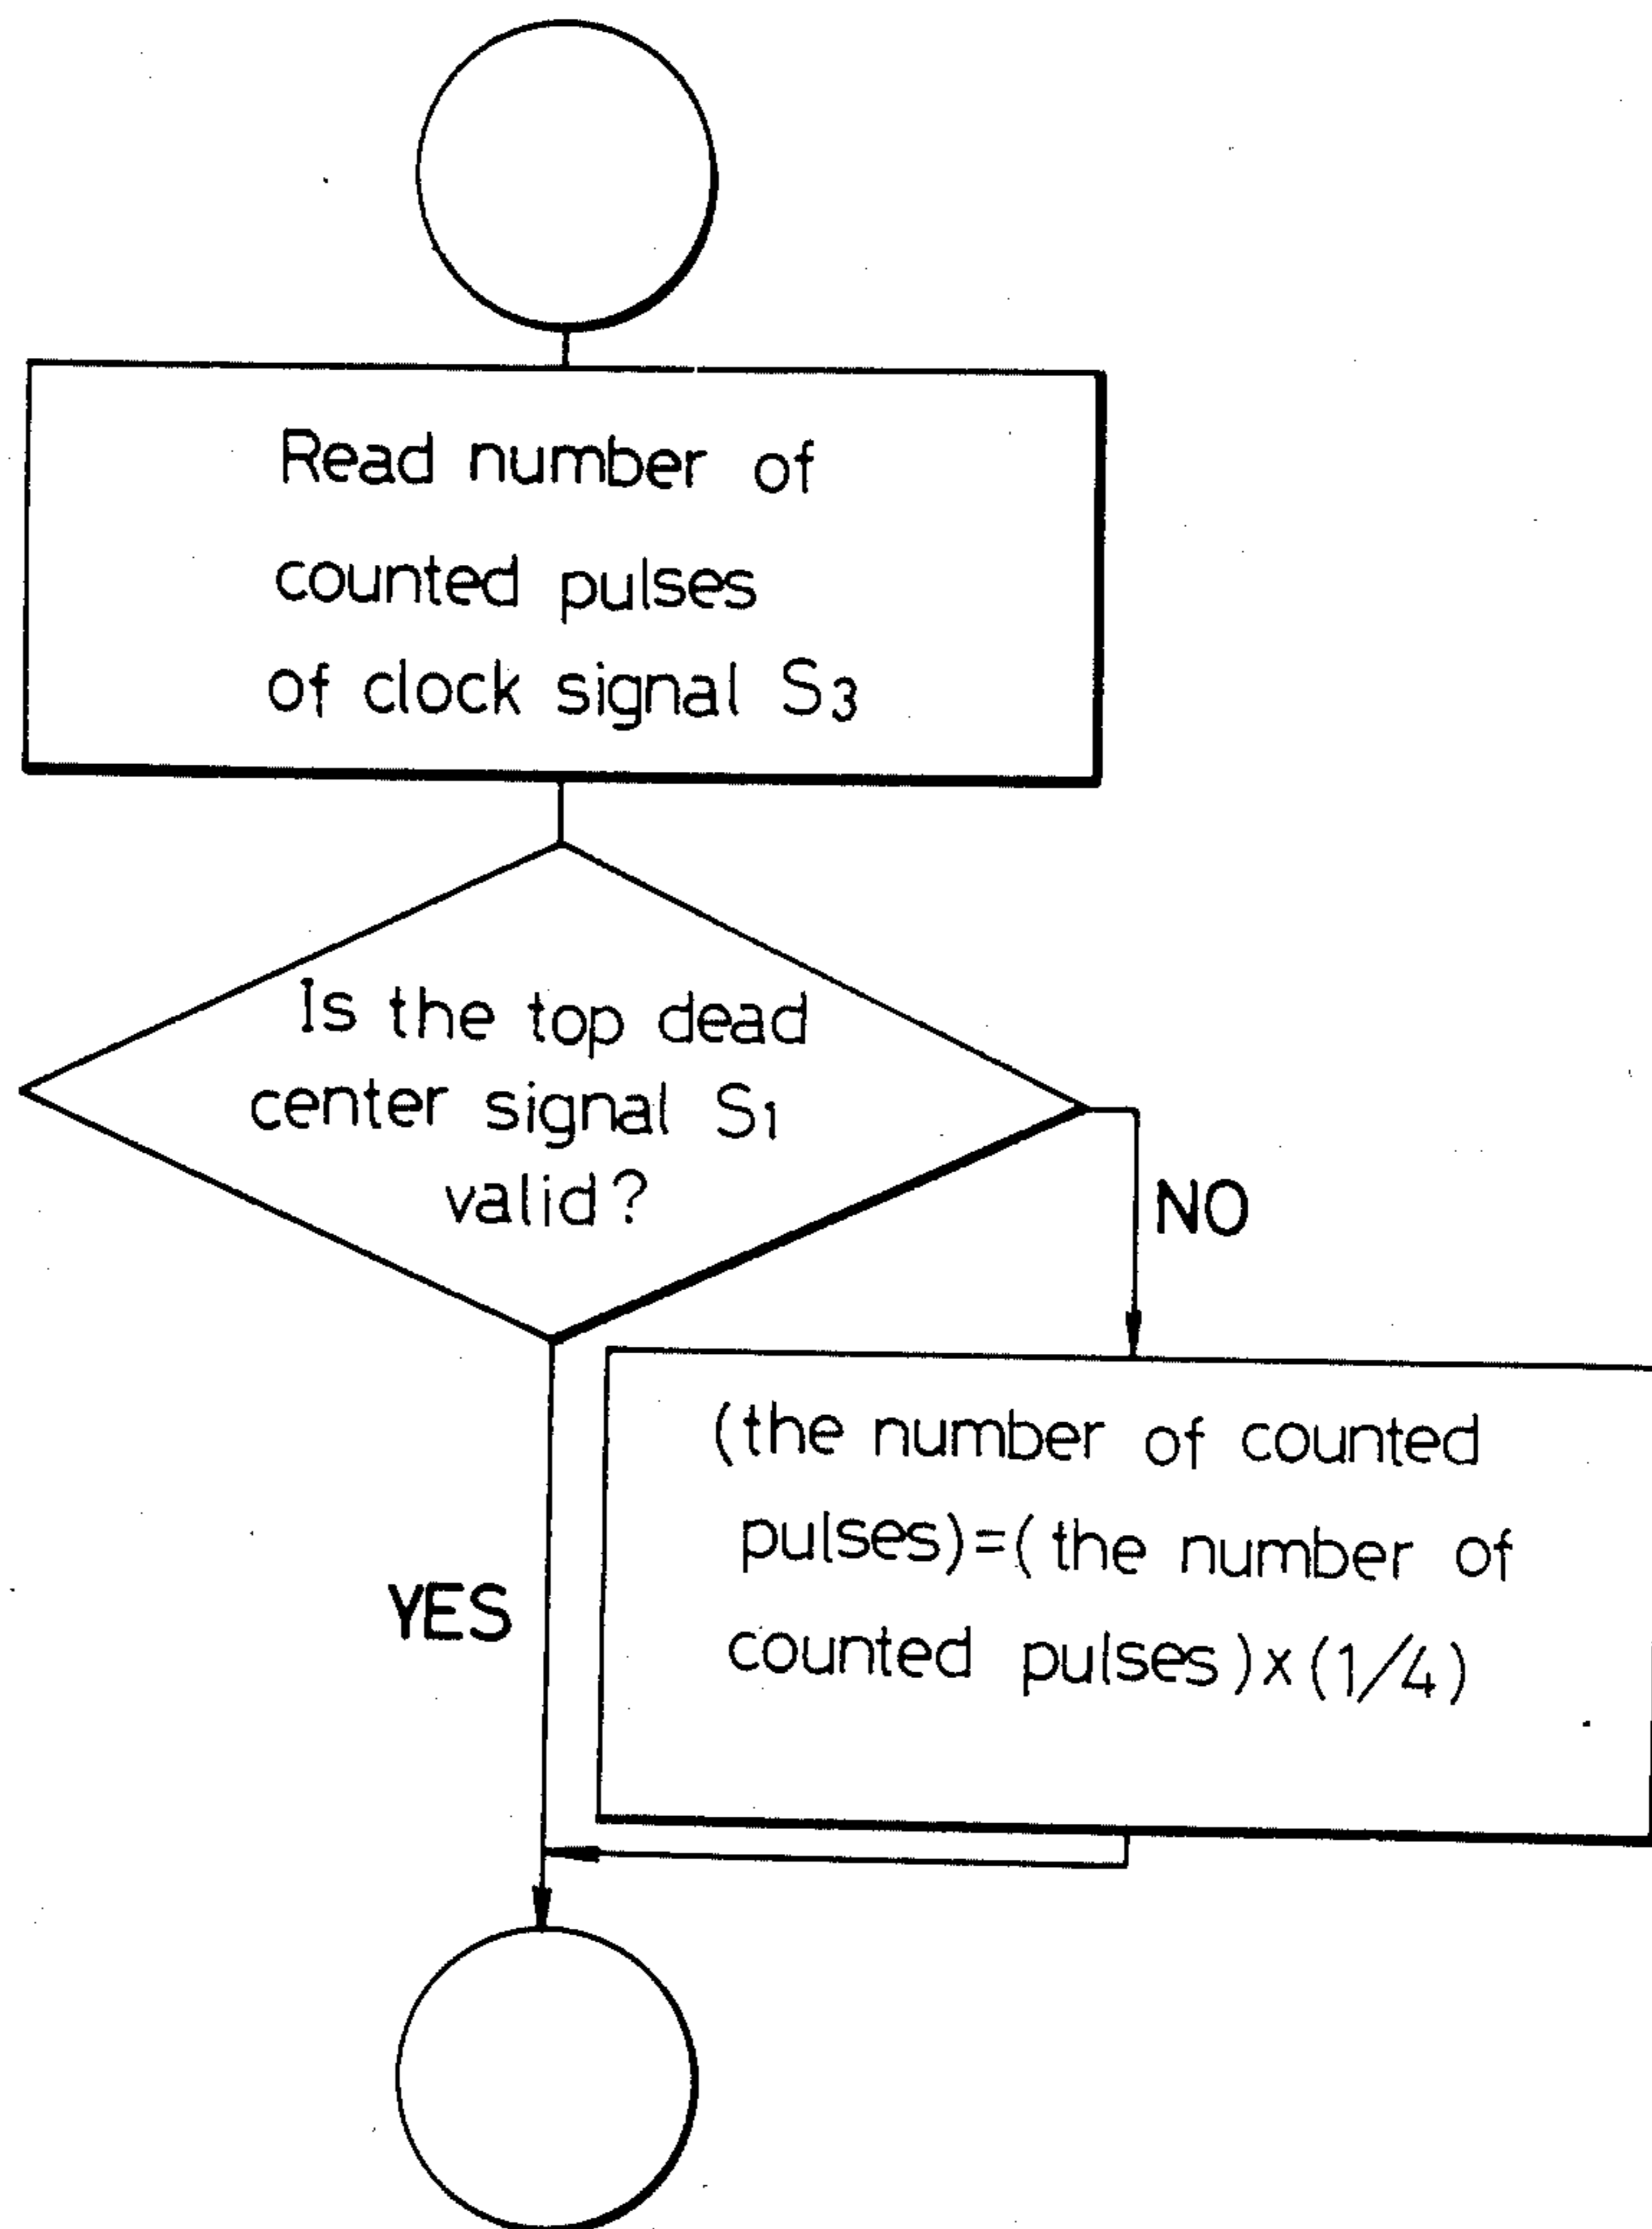 Read number of
counted pulses
of clock signal S₃
Is the top dead
center signal S₁
valid?
NO
(the number of counted
pulses)=(the number of
counted pulses)x(1/4)
YES